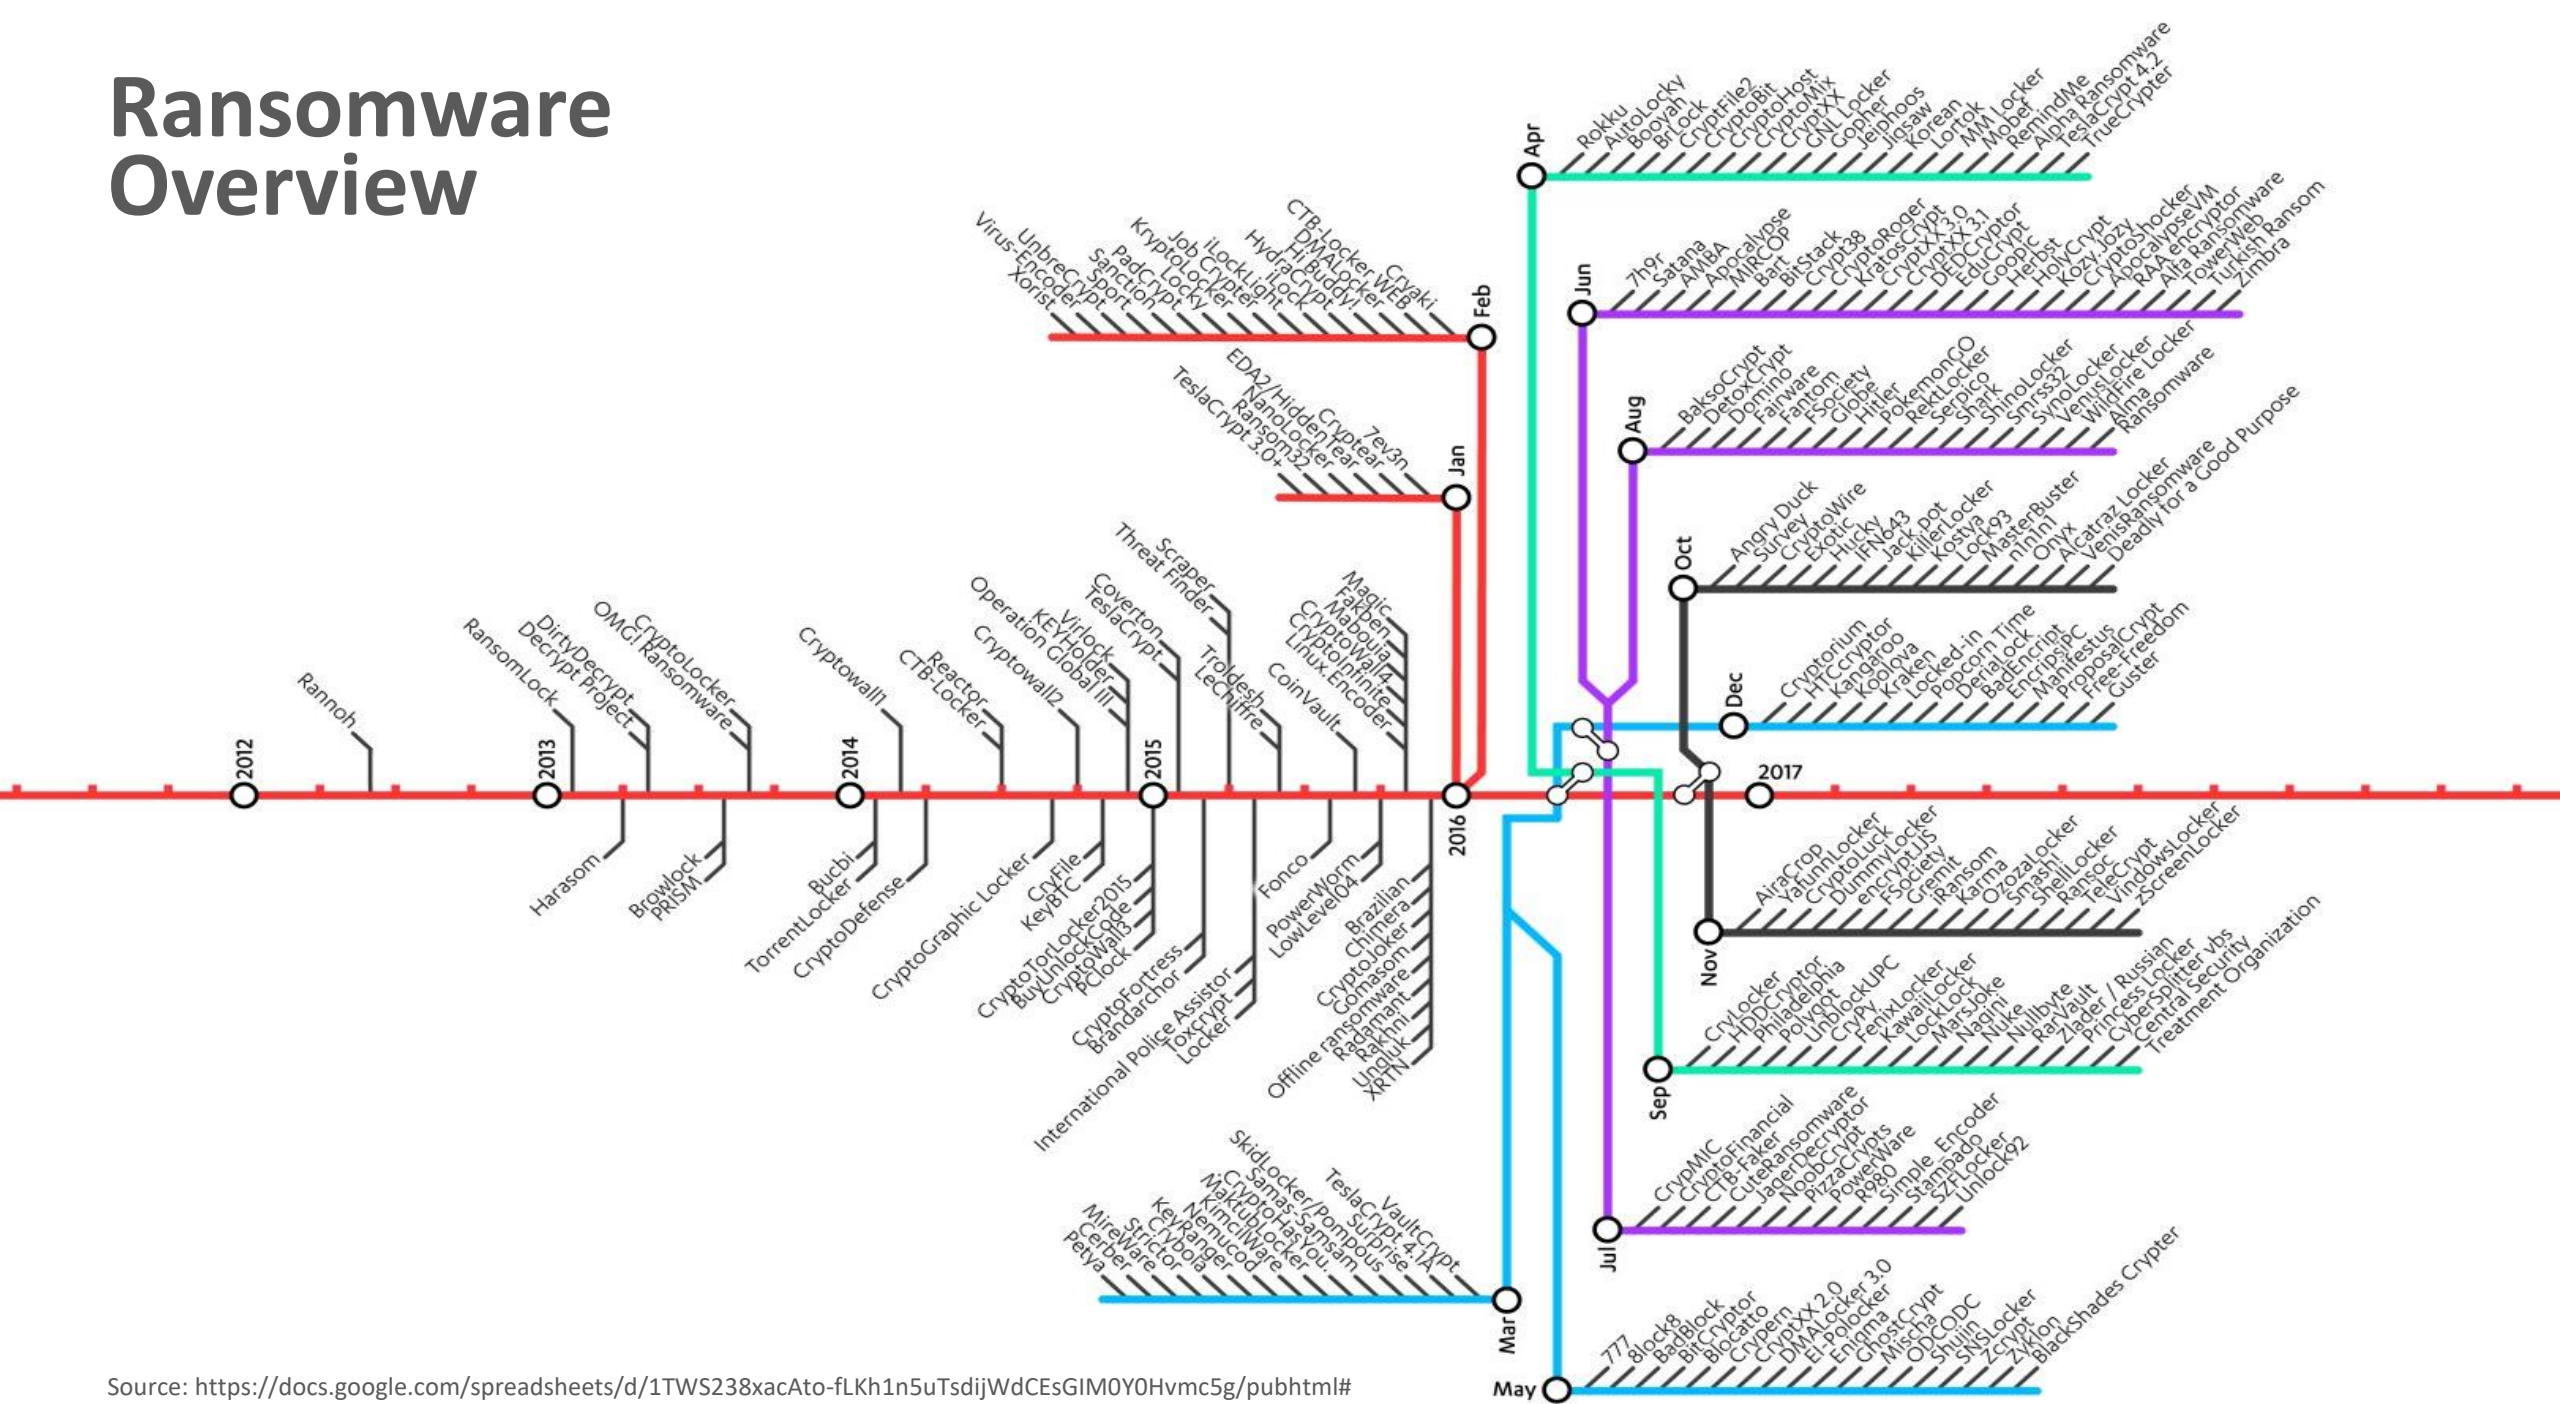 Ransomware
Overview
Apr
Rokku
AutoLocky
Booyah
BrLock
CryptFile2
CryptoBit
CryptoHost
CryptoMix
CryptXX
GNL Locker
Gopher
Jeiphoos
Jigsaw
Korean
Lortok
MM Locker
Mobef
RemindMe
Alpha Ransomware
TeslaCrypt 4.2
TrueCrypter
Feb
Xorist
Virus-Encoder
UnbreCrypt
Sport
Sanction
PadCrypt
Locky
KryptoLocker
Job Crypter
iLockLight
iLock
HydraCrypt
Hi Buddy!
DMALocker
CTB-Locker WEB
Cryaki
Jun
7h9r
Satana
AMBA
Apocalypse
MIRCOP
Bart
BitStack
Crypt38
CryptoRoger
KratosCrypt
CryptXX 3.0
CryptXX 3.1
DEDCryptor
EduCrypt
Goopic
Herbst
HolyCrypt
Kozy.Jozy
CryptoShocker
ApocalypseVM
RAA encryptor
Alfa Ransomware
TowerWeb
Turkish Ransom
Zimbra
Jan
TeslaCrypt 3.0+
Ransom32
NanoLocker
EDA2/HiddenTear
Cryptear
7ev3n
Aug
BaksoCrypt
DetoxCrypt
Domino
Fairware
Fantom
FSociety
Globe
Hitler
PokemonGO
RektLocker
Serpico
Shark
ShinoLocker
Smrss32
SynoLocker
VenusLocker
WildFire Locker
Alma
Ransomware
Oct
Angry Duck
Survey
CryptoWire
Exotic
Hucky
IFN643
Jack.pot
KillerLocker
Kostya
Lock93
MasterBuster
n1n1n1
Onyx
Alcatraz Locker
VenisRansomware
Deadly for a Good Purpose
Dec
Cryptorium
HTCryptor
Kangaroo
Koolova
Kraken
Locked-in
Popcorn Time
DeriaLock
BadEncript
EncripsPC
Manifestus
ProposalCrypt
Free-Freedom
Guster
2012
Rannoh
2013
RansomLock
DirtyDecrypt
Decrypt Project
OMG! Ransomware
CryptoLocker
2014
Cryptowall1
Reactor
CTB-Locker
Cryptowall2
Virlock
KEYHolder
Operation Global III
2015
Coverton
TeslaCrypt
Scraper
Threat Finder
Troldesh
LeChiffre
CoinVault
Magic
Fakben
Mabouia
CryptoWall4
CryptoInfinite
Linux.Encoder
2016
2017
Harasom
Browlock
PRISM
Bucbi
TorrentLocker
CryptoDefense
CryptoGraphic Locker
CryFile
KeyBTC
CryptoTorLocker2015
BuyUnlockCode
CryptoWall3
PClock
CryptoFortress
Brandarchor
International Police Assistor
Toxcrypt
Locker
Fonco
PowerWorm
LowLevel04
Brazilian
Chimera
CryptoJoker
Gomasom
Offline ransomware
Radamant
Rakhni
Ungluk
XRTN
Nov
AiraCrop
YafunnLocker
CryptoLuck
DummyLocker
encryptJJS
FSociety
Gremit
iRansom
Karma
OzozaLocker
Smash!
ShellLocker
Ransoc
TeleCrypt
VindowsLocker
zScreenLocker
Sep
CryLocker
HDDCryptor
Philadelphia
Polygot
UnblockUPC
CryPy
FenixLocker
KawaiiLocker
LockLock
MarsJoke
Nagini
Nuke
Nullbyte
RarVault
Zlader / Russian
Princess Locker
CyberSplitter vbs
Central Security
Treatment Organization
Jul
CrypMIC
CryptoFinancial
CTB-Faker
CuteRansomware
JagerDecryptor
NoobCrypt
PizzaCrypts
PowerWare
R980
Simple_Encoder
Stampado
SZFLocker
Unlock92
Mar
Petya
Cerber
MireWare
Strictor
Crybola
KeyRanger
Nemucod
Kimcilware
MaktubLocker
.CryptoHasYou.
Samas-Samsam
SkidLocker/Pompous
Surprise
TeslaCrypt 4.1A
VaultCrypt
May
777
8lock8
BadBlock
BitCryptor
Blocatto
Crypern
CryptXX 2.0
DMALocker 3.0
El-Polocker
Enigma
GhostCrypt
Mischa
ODCODC
Shujin
SNSLocker
Zcrypt
Zyklon
BlackShades Crypter
Source: https://docs.google.com/spreadsheets/d/1TWS238xacAto-fLKh1n5uTsdijWdCEsGIM0Y0Hvmc5g/pubhtml#